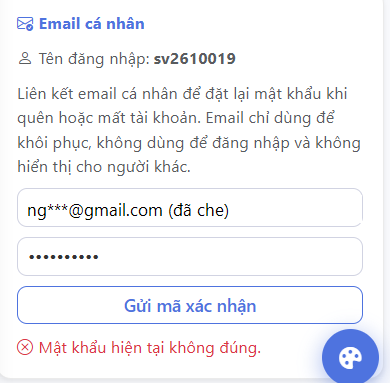 Email cá nhân
Tên đăng nhập: sv2610019
Liên kết email cá nhân để đặt lại mật khẩu khi
quên hoặc mất tài khoản. Email chỉ dùng để
khôi phục, không dùng để đăng nhập và không
hiển thị cho người khác.
ng***@gmail.com (đã che)
••••••••••
Gửi mã xác nhận
Mật khẩu hiện tại không đúng.